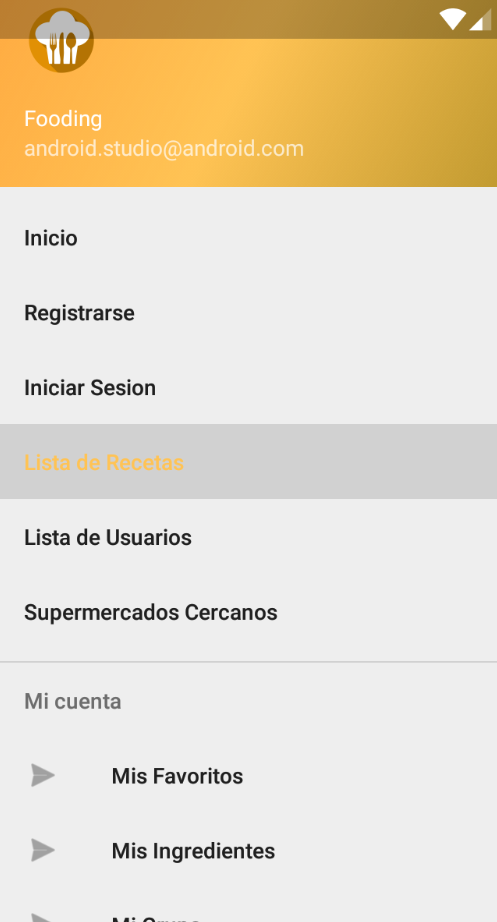 Fooding
android.studio@android.com
Inicio
Registrarse
Iniciar Sesion
Lista de Recetas
Lista de Usuarios
Supermercados Cercanos
Mi cuenta
Mis Favoritos
Mis Ingredientes